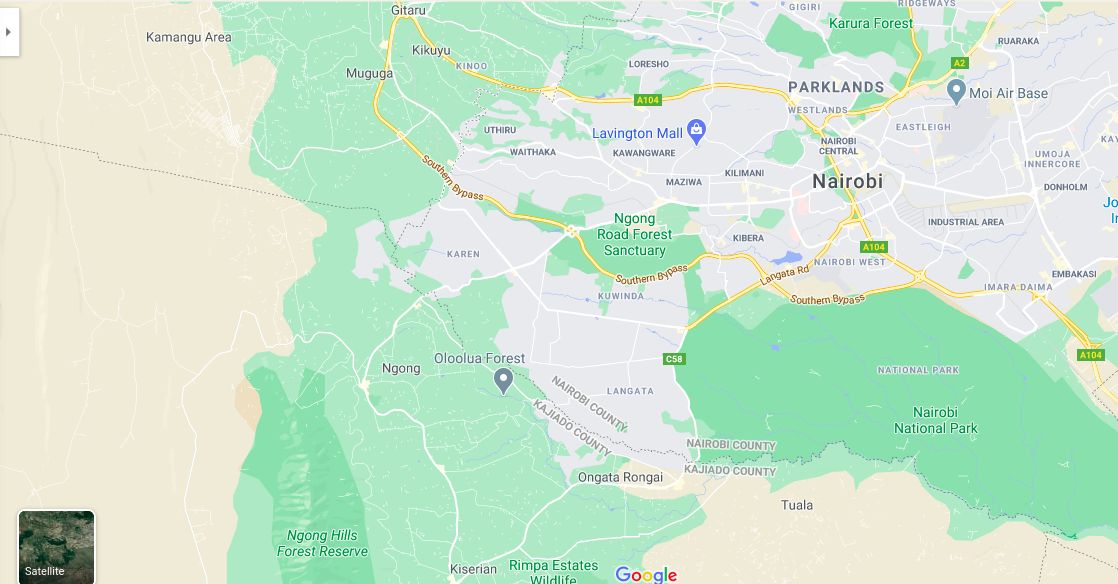 Gitaru
GIGIRI
RIDGEWAYS
Karura Forest
Kamangu Area
Kikuyu
RUARAKA
KINOO
LORESHO
A2
Muguga
PARKLANDS
Moi Air Base
A104
WESTLANDS
EASTLEIGH
UTHIRU
Lavington Mall
NAIROBI
CENTRAL
KAY
WAITHAKA
KAWANGWARE
UMOJA
INNERCORE
Southern Bypass
MAZIWA
KILIMANI
Nairobi
DONHOLM
Jo
In
Ngong
Road Forest
Sanctuary
INDUSTRIAL AREA
KIBERA
A104
KAREN
NAIROBI WEST
EMBAKASI
Southern Bypass
Langata Rd
IMARA DAIMA
KUWINDA
Southern Bypass
A104
Oloolua Forest
C58
Ngong
NATIONAL PARK
LANGATA
NAIROBI COUNTY
KAJIADO COUNTY
Nairobi
National Park
NAIROBI COUNTY
KAJIADO COUNTY
Ongata Rongai
Tuala
Ngong Hills
Forest Reserve
Satellite
Kiserian
Rimpa Estates
Wildlife
Google